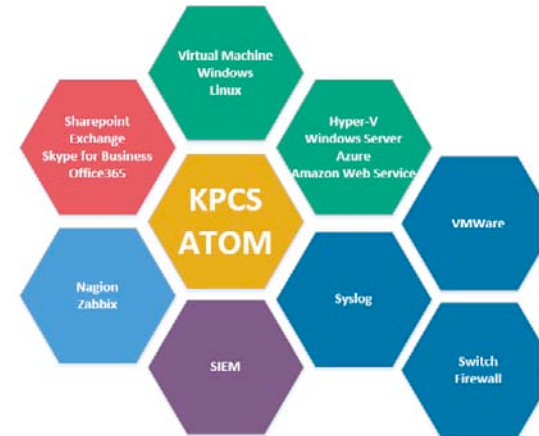 Virtual Machine
Windows
Linux
Sharepoint
Exchange
Skype for Business
Office365
Hyper-V
Windows Server
Azure
Amazon Web Service
KPCS
ATOM
VMWare
Nagion
Zabbix
Syslog
SIEM
Switch
Firewall